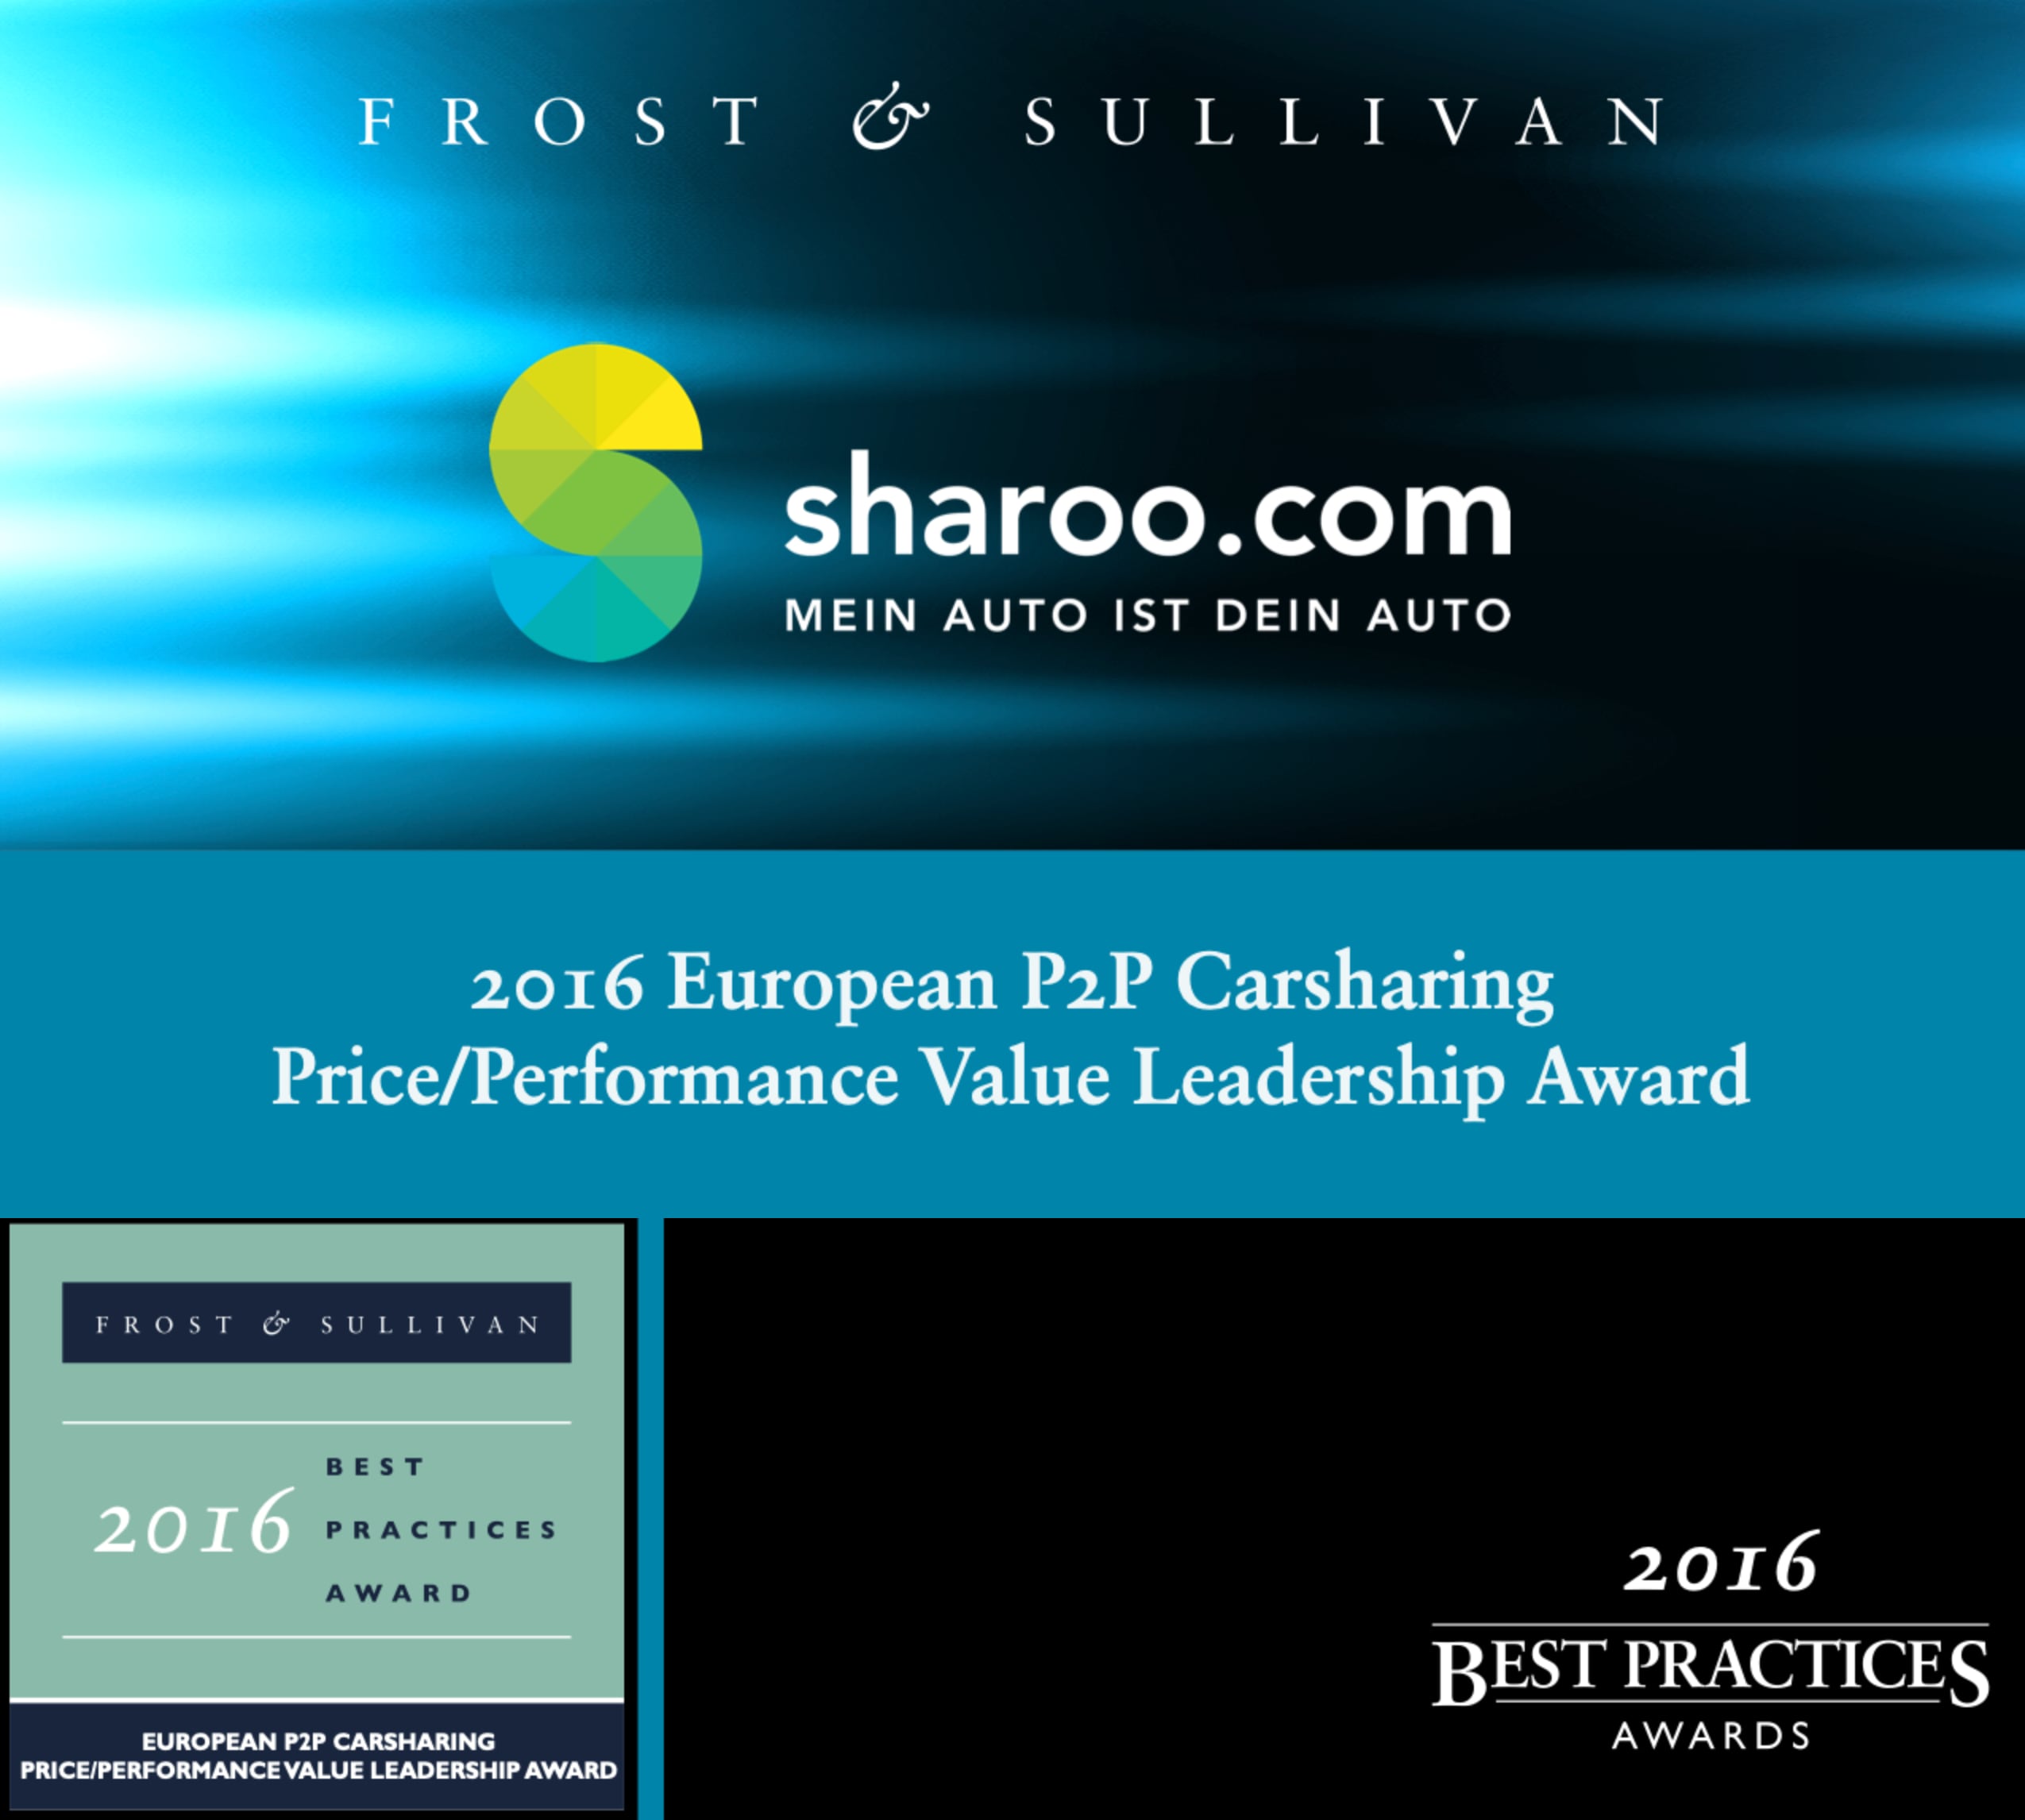 FROST & SULLIVAN
sharoo.com
MEIN AUTO IST DEIN AUTO
2016 European P2P Carsharing
Price/Performance Value Leadership Award
FROST & SULLIVAN
2016
BEST
PRACTICES
AWARD
EUROPEAN P2P CARSHARING
PRICE/PERFORMANCE VALUE LEADERSHIP AWARD
2016
BEST PRACTICES
AWARDS